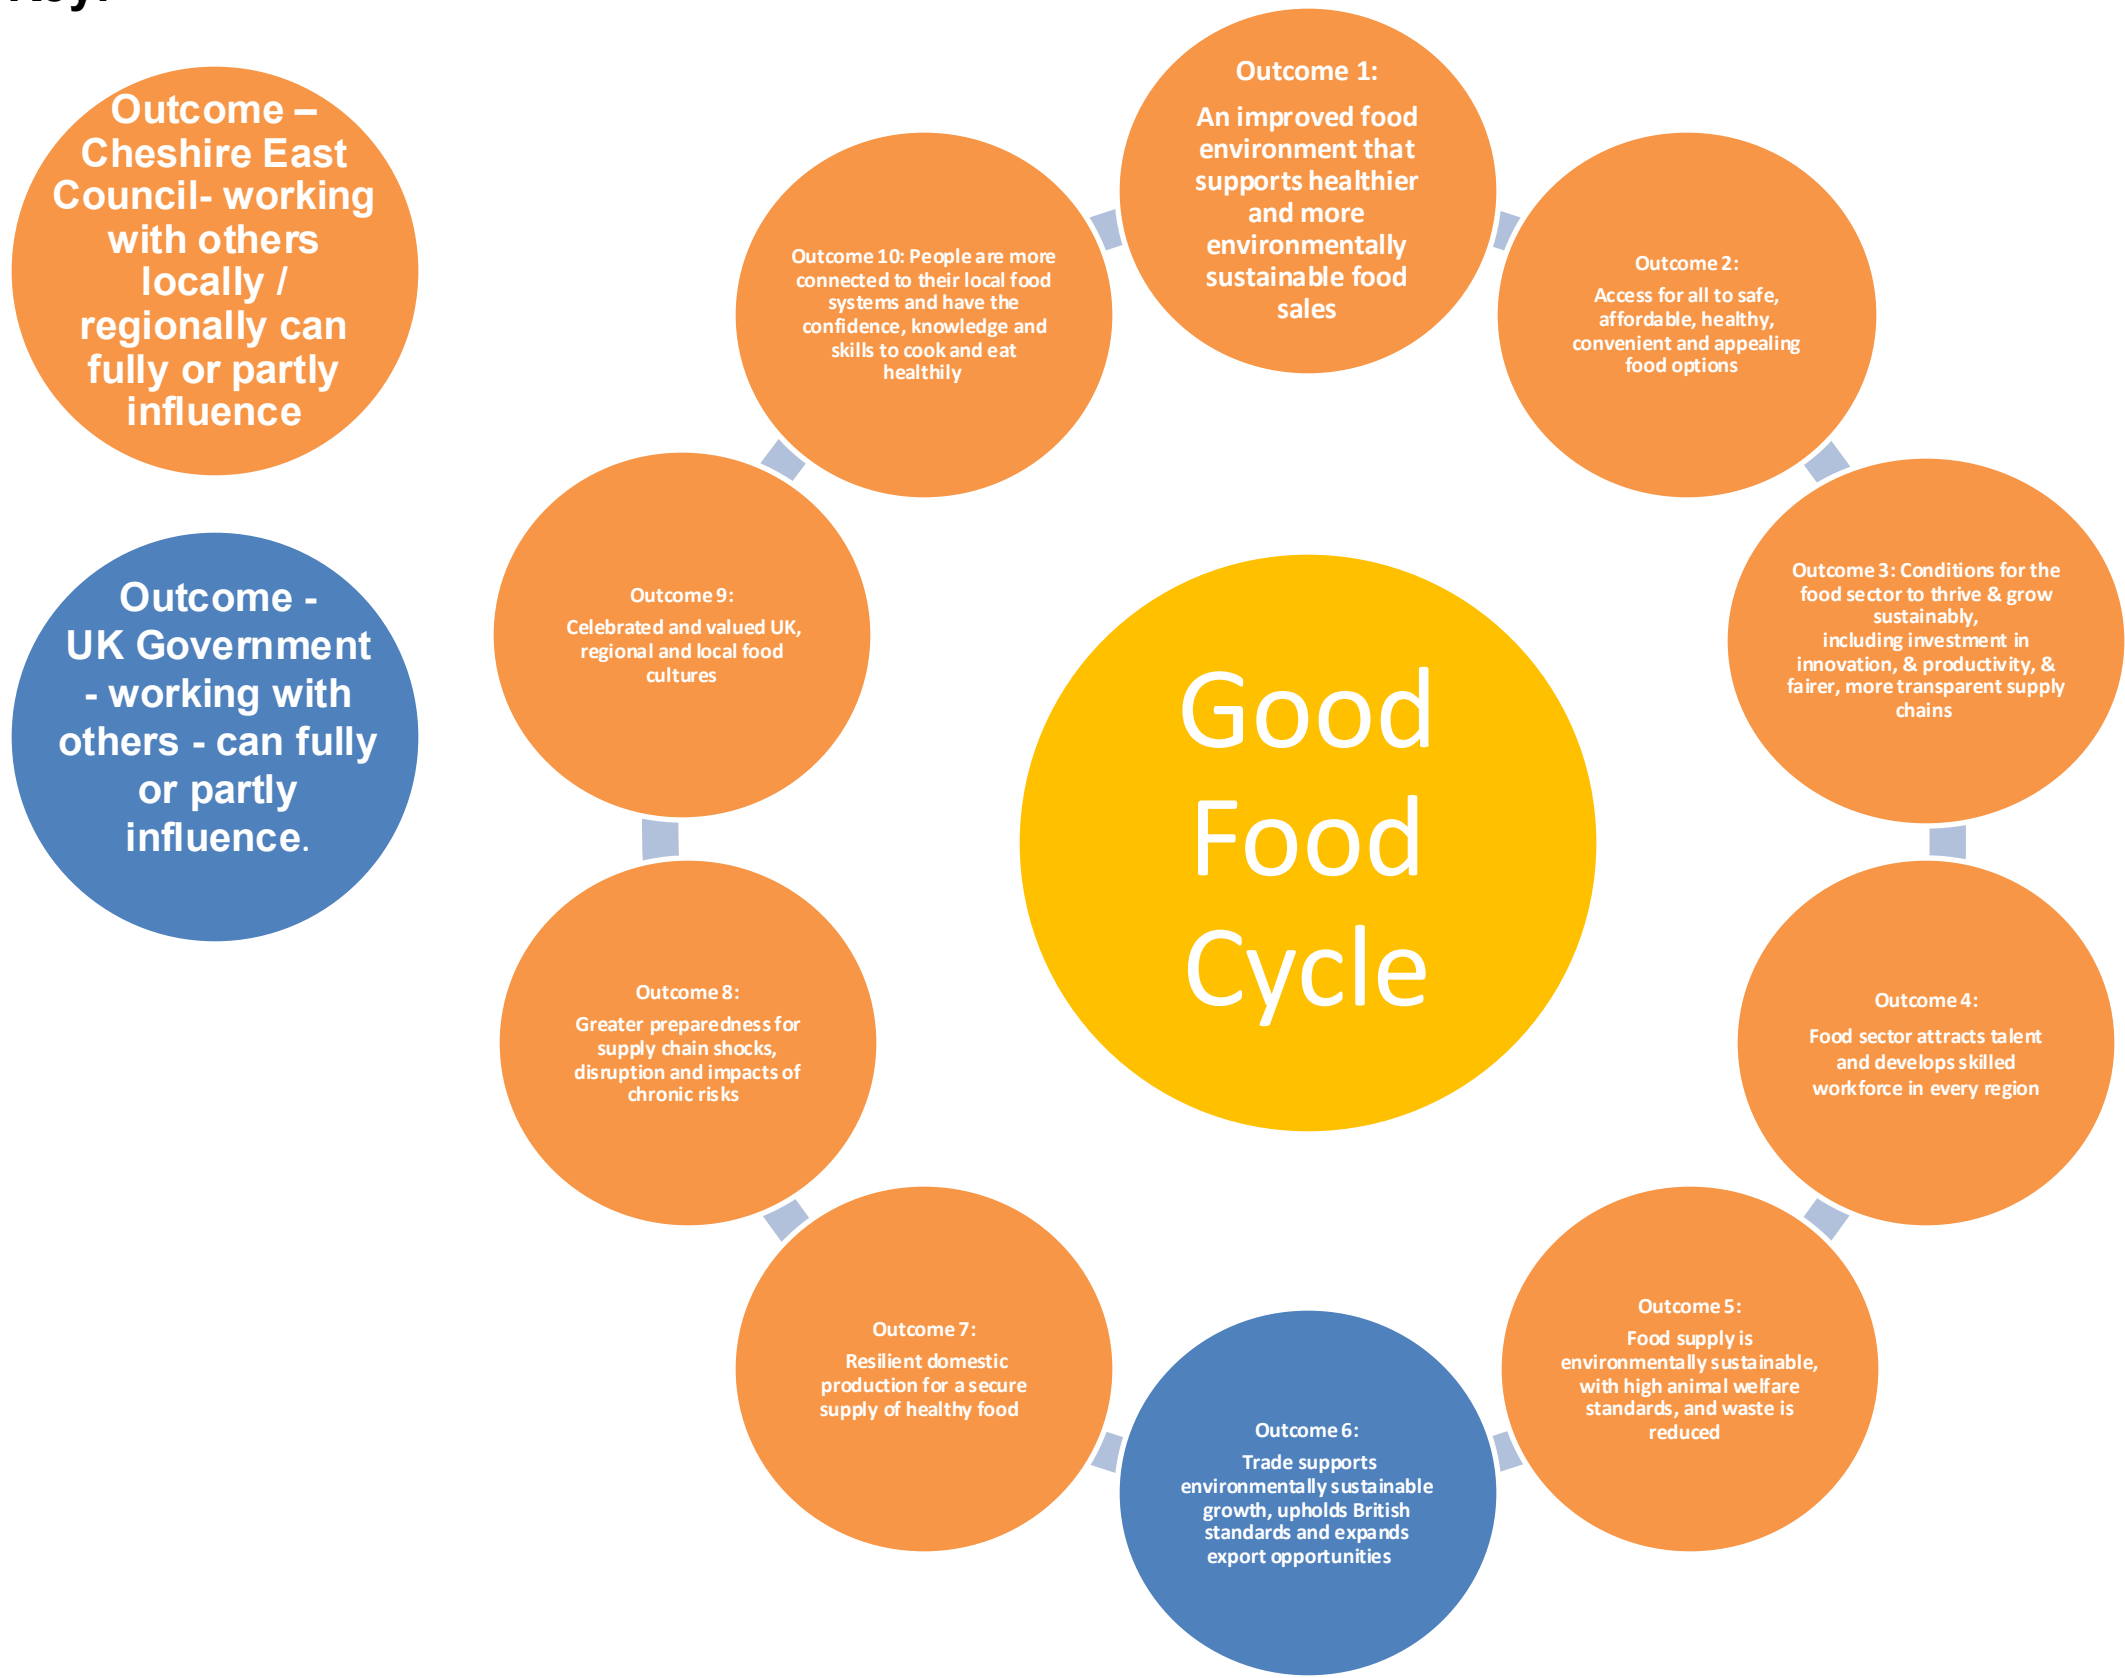 Outcome –
Cheshire East
Council- working
with others
locally /
regionally can
fully or partly
influence
Outcome -
UK Government
- working with
others - can fully
or partly
influence.
Outcome 1:
An improved food
environment that
supports healthier
and more
environmentally
sustainable food
sales
Outcome 2:
Access for all to safe,
affordable, healthy,
convenient and appealing
food options
Outcome 3: Conditions for the
food sector to thrive & grow
sustainably,
including investment in
innovation, & productivity, &
fairer, more transparent supply
chains
Outcome 4:
Food sector attracts talent
and develops skilled
workforce in every region
Outcome 5:
Food supply is
environmentally sustainable,
with high animal welfare
standards, and waste is
reduced
Outcome 6:
Trade supports
environmentally sustainable
growth, upholds British
standards and expands
export opportunities
Outcome 7:
Resilient domestic
production for a secure
supply of healthy food
Outcome 8:
Greater preparedness for
supply chain shocks,
disruption and impacts of
chronic risks
Outcome 9:
Celebrated and valued UK,
regional and local food
cultures
Outcome 10: People are more
connected to their local food
systems and have the
confidence, knowledge and
skills to cook and eat
healthily
Good
Food
Cycle